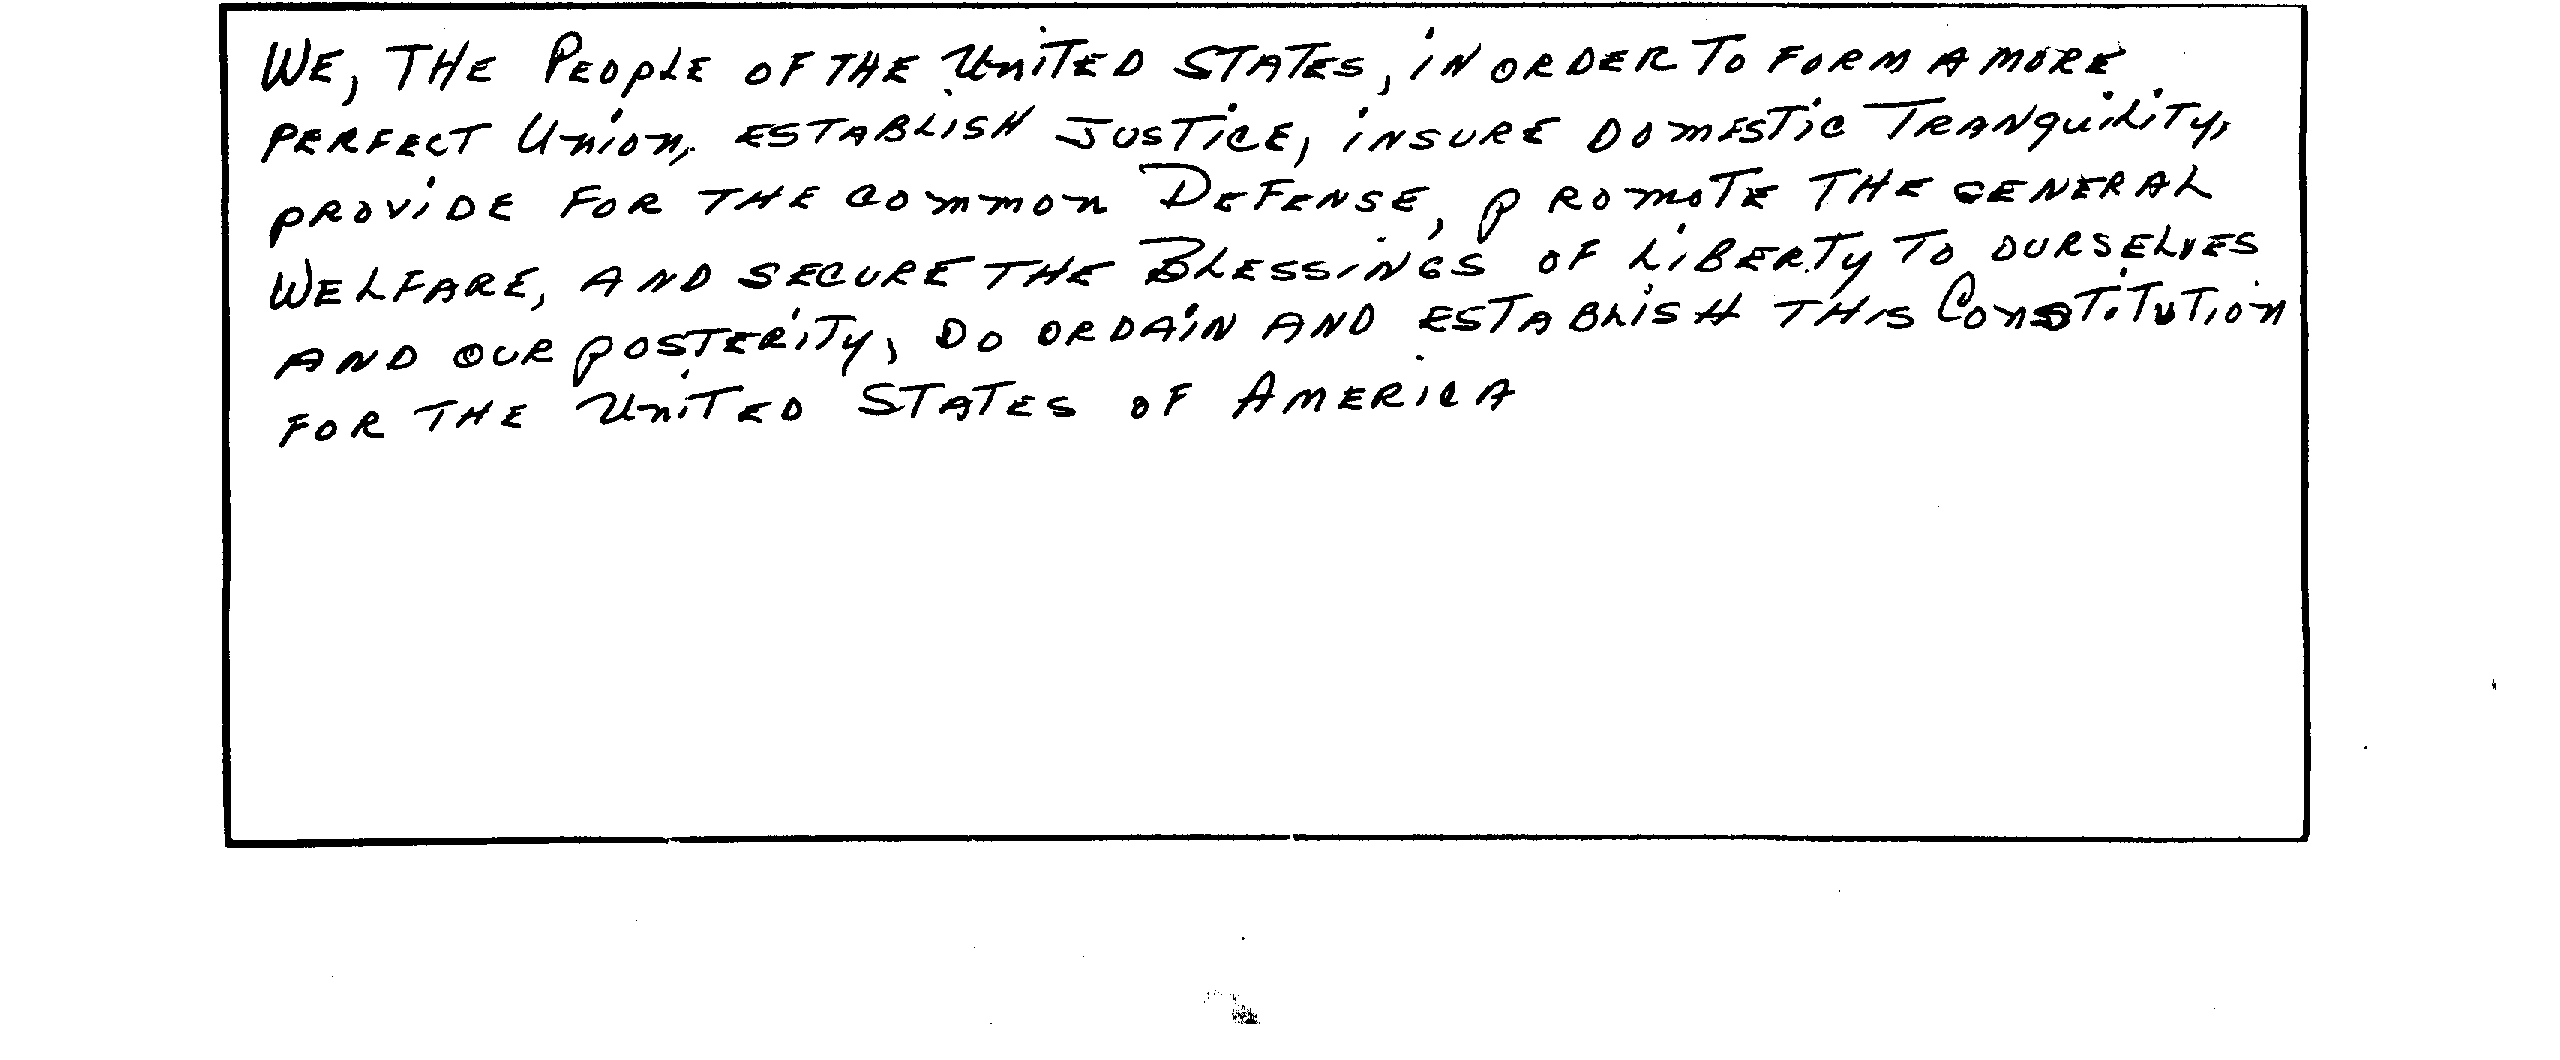 WE, THE PEOPLE OF THE UNITED STATES, IN ORDER TO FORM A MORE
PERFECT UNION, ESTABLISH JUSTICE, INSURE DOMESTIC TRANQUILITY,
PROVIDE FOR THE COMMON DEFENSE, PROMOTE THE GENERAL
WELFARE, AND SECURE THE BLESSINGS OF LIBERTY TO OURSELVES
AND OUR POSTERITY, DO ORDAIN AND ESTABLISH THIS CONSTITUTION
FOR THE UNITED STATES OF AMERICA